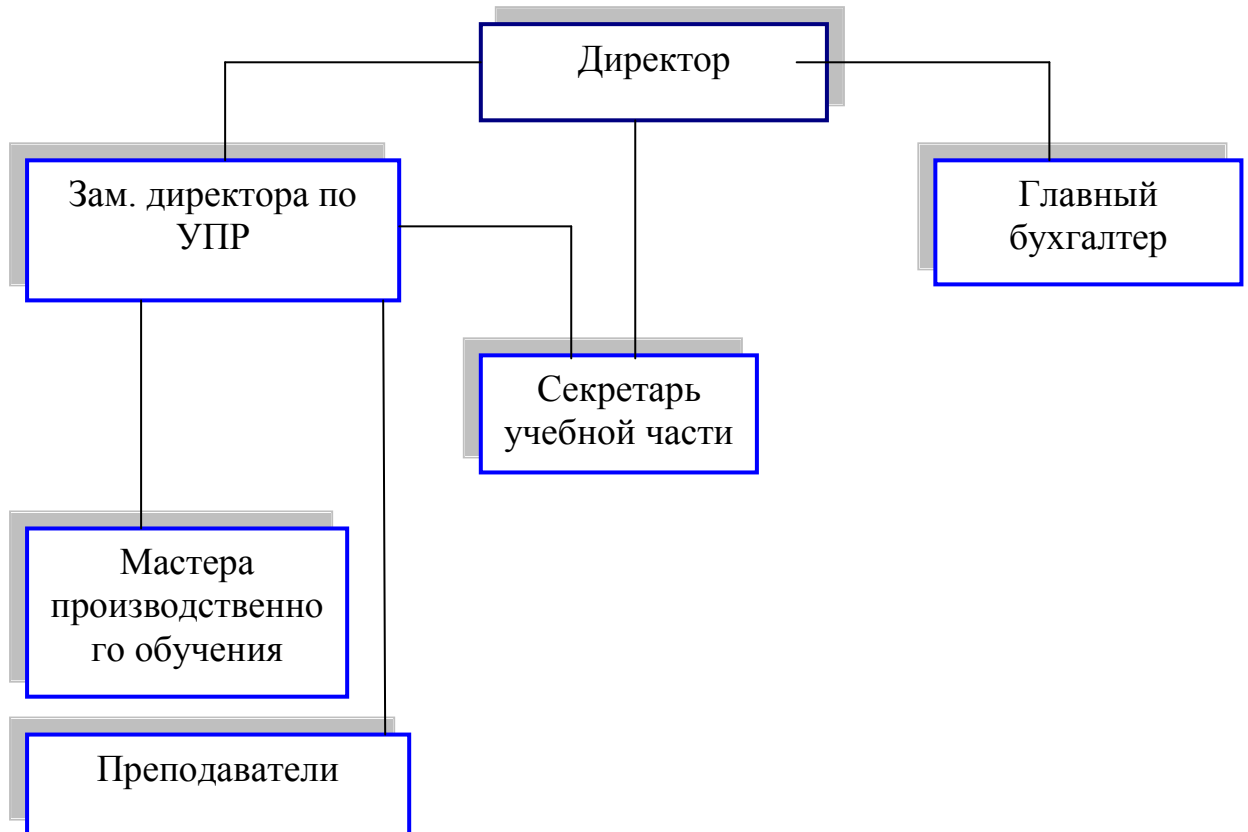 Директор
Зам. директора по
УПР
Главный
бухгалтер
Секретарь
учебной части
Мастера
производственно
го обучения
Преподаватели